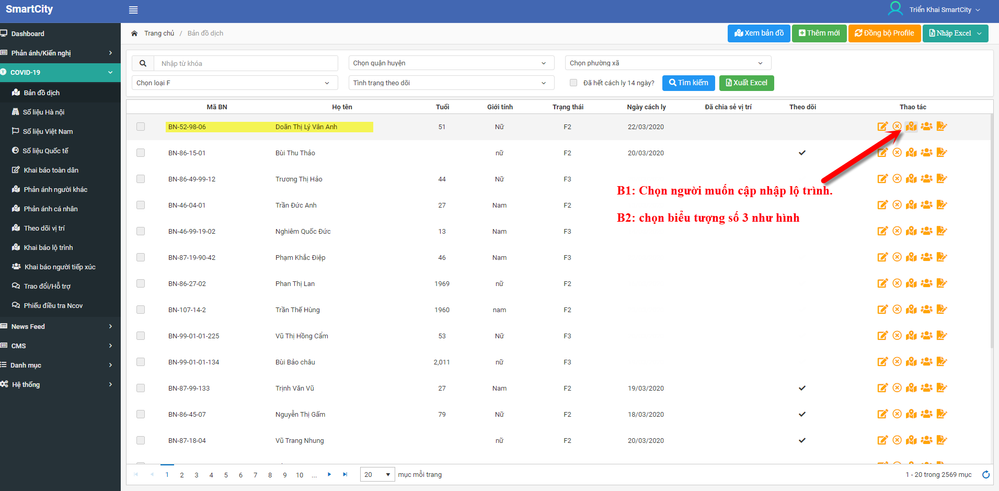 SmartCity
Triển Khai SmartCity
Dashboard
Phản ánh/Kiến nghị
COVID-19
Bản đồ dịch
Số liệu Hà nội
Số liệu Việt Nam
Số liệu Quốc tế
Khai báo toàn dân
Phản ánh người khác
Phản ánh cá nhân
Theo dõi vị trí
Khai báo lộ trình
Khai báo người tiếp xúc
Trao đổi/Hỗ trợ
Phiếu điều tra Ncov
News Feed
CMS
Danh mục
Hệ thống
Trang chủ / Bản đồ dịch
Xem bản đồ Thêm mới Đồng bộ Profile Nhập Excel
Nhập từ khóa Chọn quận huyện Chọn phường xã
Chọn loại F Tình trạng theo dõi Đã hết cách ly 14 ngày? Tìm kiếm Xuất Excel
Mã BN Họ tên Tuổi Giới tính Trạng thái Ngày cách ly Đã chia sẻ vị trí Theo dõi Thao tác
BN-52-98-06 Doãn Thị Lý Vân Anh 51 Nữ F2 22/03/2020
BN-86-15-01 Bùi Thu Thảo nữ F2 20/03/2020
BN-86-49-99-12 Trương Thị Hảo 44 Nữ F3
BN-46-04-01 Trần Đức Anh 27 Nam F2
BN-46-99-19-02 Nghiêm Quốc Đức 13 Nam F3
BN-87-19-90-42 Phạm Khắc Điệp 46 Nam F3
BN-86-27-02 Phan Thị Lan 1969 nữ F2
BN-107-14-2 Trần Thế Hùng 1960 nam F2
BN-99-01-01-225 Vũ Thị Hồng Cẩm 53 Nữ F3
BN-99-01-01-134 Bùi Bảo châu 2,011 nữ F3
BN-87-99-133 Trịnh Văn Vũ 27 Nam F2 19/03/2020
BN-86-45-07 Nguyễn Thị Gấm 79 Nữ F2 18/03/2020
BN-87-18-04 Vũ Trang Nhung nữ F2 20/03/2020
B1: Chọn người muốn cập nhập lộ trình.
B2: chọn biểu tượng số 3 như hình
1 2 3 4 5 6 7 8 9 10 ... 20 mục mỗi trang 1 - 20 trong 2569 mục